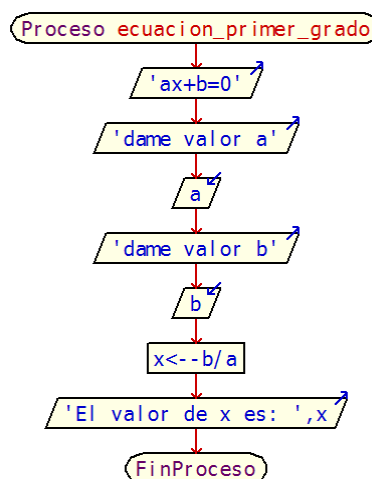 Proceso ecuacion_primer_grado
'ax+b=0'
'dame valor a'
a
'dame valor b'
b
x<--b/a
'El valor de x es: ',x
FinProceso